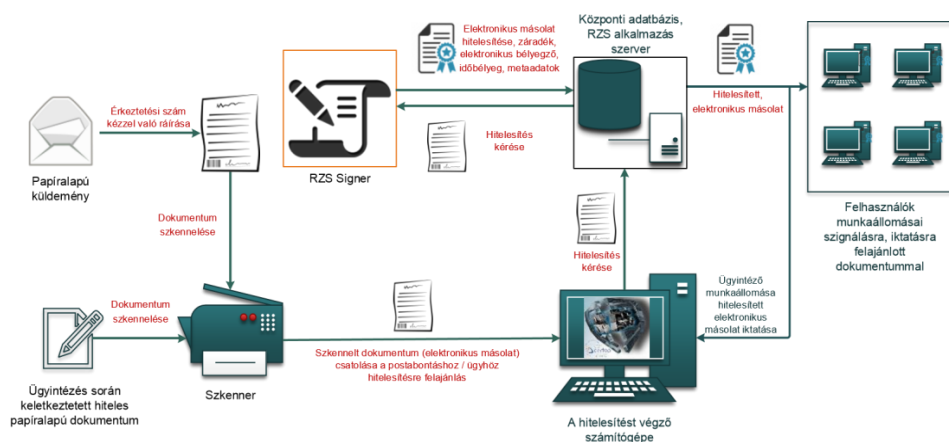 Elektronikus másolat
hitelesítése, záradék,
elektronikus bélyegző,
időbélyeg, metaadatok
Központi adatbázis,
RZS alkalmazás
szerver
Hitelesített,
elektronikus másolat
Érkeztetési szám
kézzel való ráírása
Papíralapú
küldemény
RZS Signer
Hitelesítés
kérése
Felhasználók
munkaállomásai
szignálásra, iktatásra
felajánlott
dokumentummal
Dokumentum
szkennelése
Hitelesítés
kérése
Ügyintéző
munkaállomása
hitelesített
elektronikus
másolat iktatása
Dokumentum
szkennelése
Szkennelt dokumentum (elektronikus másolat)
csatolása a postabontáshoz / ügyhöz
hitelesítésre felajánlás
Szkenner
Ügyintézés során
keletkeztetett hiteles
papíralapú dokumentum
A hitelesítést végző
számítógépe